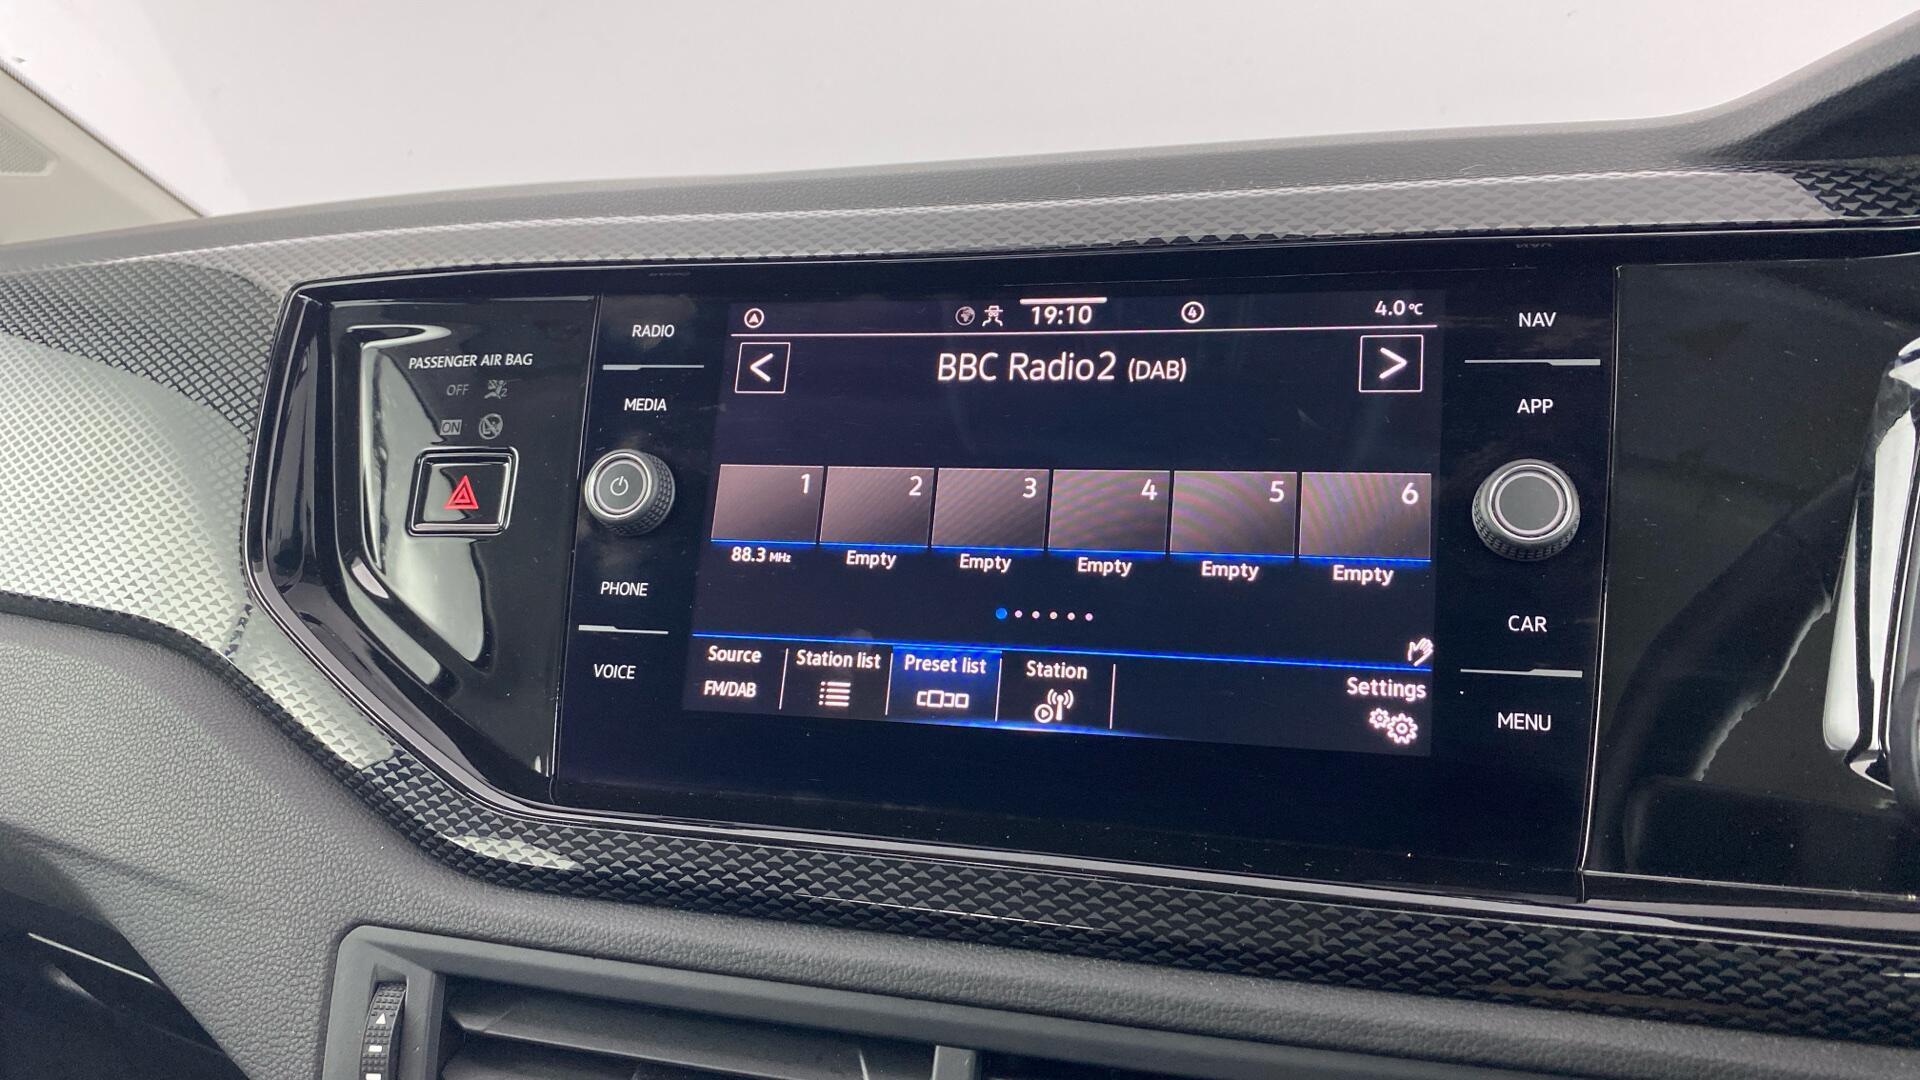 PASSENGER AIR BAG
OFF
ON
RADIO
MEDIA
PHONE
VOICE
19:10
4
4.0°C
< BBC Radio2 (DAB) >
1 2 3 4 5 6
88.3 MHz Empty Empty Empty Empty Empty
Source Station list Preset list Station Settings
FM/DAB
NAV
APP
CAR
MENU